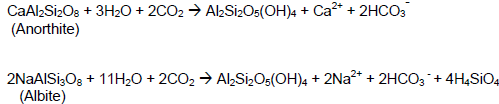 CaAl₂Si₂O₈ + 3H₂O + 2CO₂ → Al₂Si₂O₅(OH)₄ + Ca²⁺ + 2HCO₃⁻
(Anorthite)
2NaAlSi₃O₈ + 11H₂O + 2CO₂ → Al₂Si₂O₅(OH)₄ + 2Na²⁺ + 2HCO₃⁻ + 4H₄SiO₄
(Albite)